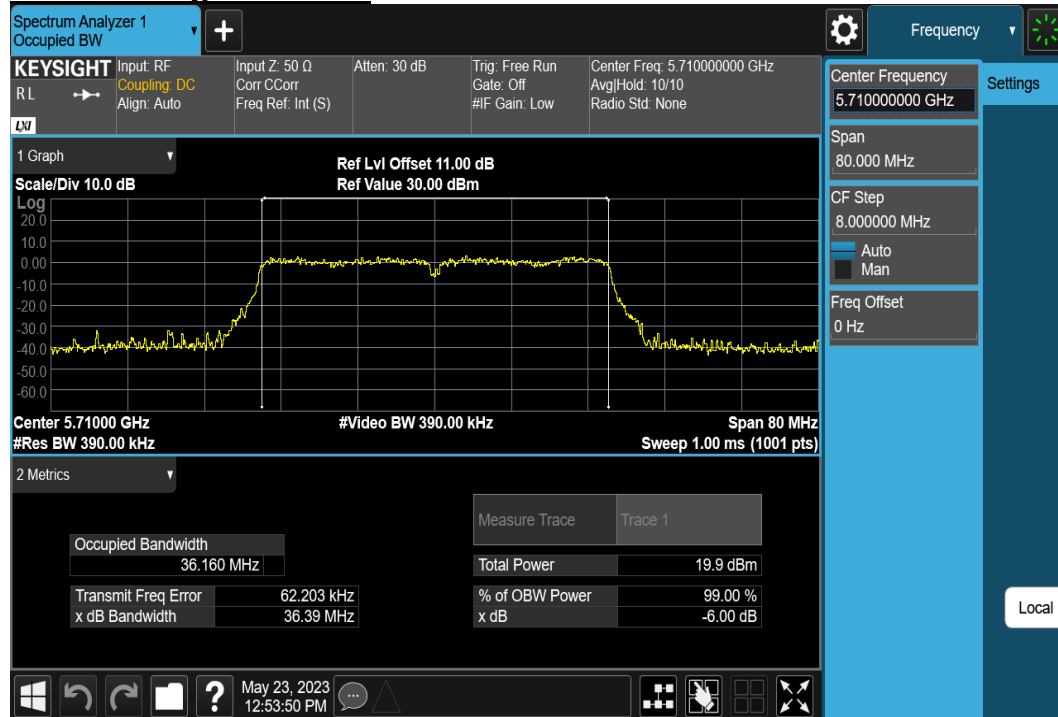 Spectrum Analyzer 1
Occupied BW
+
Frequency
KEYSIGHT
RL
LXI
Input: RF
Coupling: DC
Align: Auto
Input Z: 50 Ω
Corr CCorr
Freq Ref: Int (S)
Atten: 30 dB
Trig: Free Run
Gate: Off
#IF Gain: Low
Center Freq: 5.710000000 GHz
Avg|Hold: 10/10
Radio Std: None
Center Frequency
5.710000000 GHz
Settings
Span
80.000 MHz
CF Step
8.000000 MHz
Auto
Man
Freq Offset
0 Hz
Local
1 Graph
Scale/Div 10.0 dB
Ref Lvl Offset 11.00 dB
Ref Value 30.00 dBm
Log
20.0
10.0
0.00
-10.0
-20.0
-30.0
-40.0
-50.0
-60.0
Center 5.71000 GHz
#Res BW 390.00 kHz
#Video BW 390.00 kHz
Span 80 MHz
Sweep 1.00 ms (1001 pts)
2 Metrics
Measure Trace Trace 1
Occupied Bandwidth
36.160 MHz
Total Power 19.9 dBm
Transmit Freq Error 62.203 kHz
% of OBW Power 99.00 %
x dB Bandwidth 36.39 MHz
x dB -6.00 dB
?
May 23, 2023
12:53:50 PM